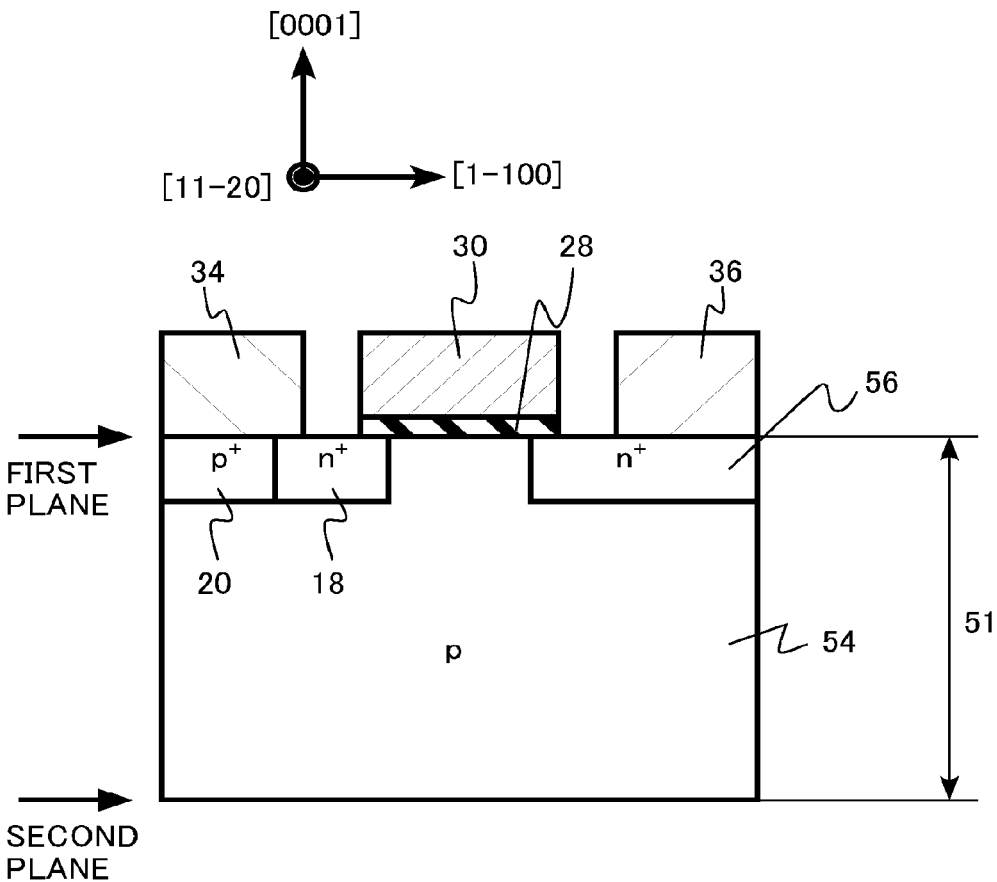 [0001]
[11-20]
[1-100]
34
30
28
36
56
FIRST
PLANE
p+
n+
n+
20
18
51
p
54
SECOND
PLANE